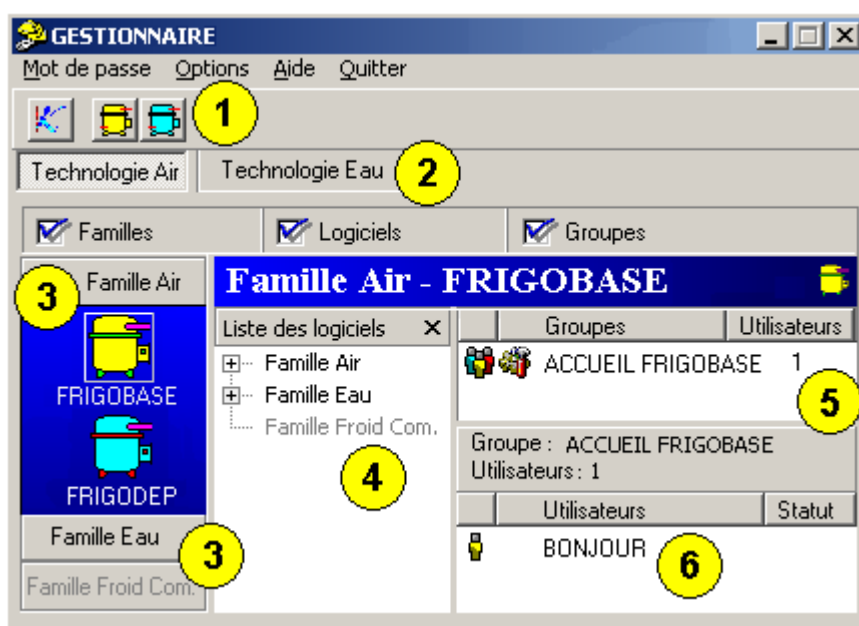 GESTIONNAIRE
Mot de passe Options Aide Quitter
1
Technologie Air Technologie Eau 2
Familles Logiciels Groupes
3 Famille Air
Famille Air - FRIGOBASE
FRIGOBASE
FRIGODEP
Famille Eau 3
Famille Froid Com.
Liste des logiciels X
Famille Air
Famille Eau
Famille Froid Com.
4
Groupes Utilisateurs
ACCUEIL FRIGOBASE 1
5
Groupe : ACCUEIL FRIGOBASE
Utilisateurs : 1
Utilisateurs Statut
BONJOUR 6